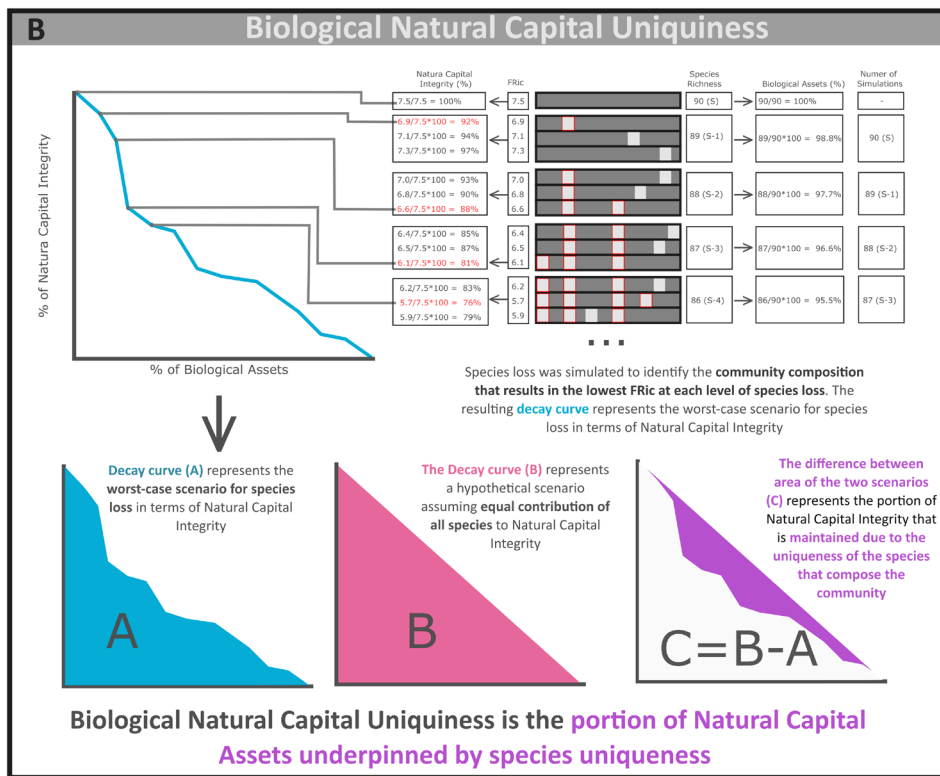 B
Biological Natural Capital Uniquiness
% of Natural Capital Integrity
% of Biological Assets
Natura Capital
Integrity (%)
FRic
Species
Richness
Biological Assets (%)
Numer of
Simulations
7.5/7.5 = 100%
7.5
90 (S)
90/90 = 100%
-
6.9/7.5*100 = 92%
7.1/7.5*100 = 94%
7.3/7.5*100 = 97%
6.9
7.1
7.3
89 (S-1)
89/90*100 = 98.8%
90 (S)
7.0/7.5*100 = 93%
6.8/7.5*100 = 90%
6.6/7.5*100 = 88%
7.0
6.8
6.6
88 (S-2)
88/90*100 = 97.7%
89 (S-1)
6.4/7.5*100 = 85%
6.5/7.5*100 = 87%
6.1/7.5*100 = 81%
6.4
6.5
6.1
87 (S-3)
87/90*100 = 96.6%
88 (S-2)
6.2/7.5*100 = 83%
5.7/7.5*100 = 76%
5.9/7.5*100 = 79%
6.2
5.7
5.9
86 (S-4)
86/90*100 = 95.5%
87 (S-3)
...
Species loss was simulated to identify the community composition
that results in the lowest FRic at each level of species loss. The
resulting decay curve represents the worst-case scenario for species
loss in terms of Natural Capital Integrity
Decay curve (A) represents the
worst-case scenario for species
loss in terms of Natural Capital
Integrity
A
The Decay curve (B) represents
a hypothetical scenario
assuming equal contribution of
all species to Natural Capital
Integrity
B
The difference between
area of the two scenarios
(C) represents the portion of
Natural Capital Integrity that
is maintained due to the
uniqueness of the species
that compose the
community
C=B-A
Biological Natural Capital Uniquiness is the portion of Natural Capital
Assets underpinned by species uniqueness